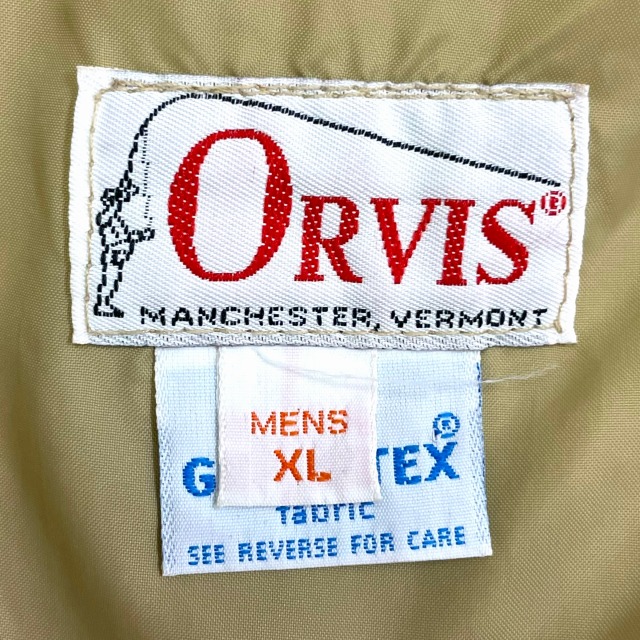 ORVIS®
MANCHESTER, VERMONT
MENS
XL
G TEX®
fabric
SEE REVERSE FOR CARE